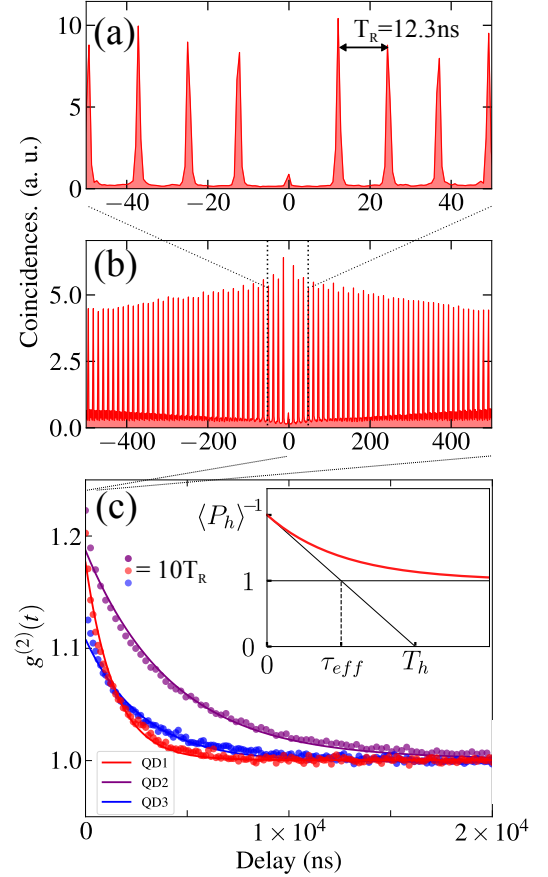 (a)
T_R=12.3ns
10
5
0
−40 −20 0 20 40
Coincidences. (a. u.)
(b)
5.0
2.5
0.0
−400 −200 0 200 400
(c)
= 10T_R
1.2
1.1
1.0
g^{(2)}(t)
⟨P_h⟩^{-1}
1
0
0 τ_{eff} T_h
QD1
QD2
QD3
0 1 × 10^4 2 × 10^4
Delay (ns)